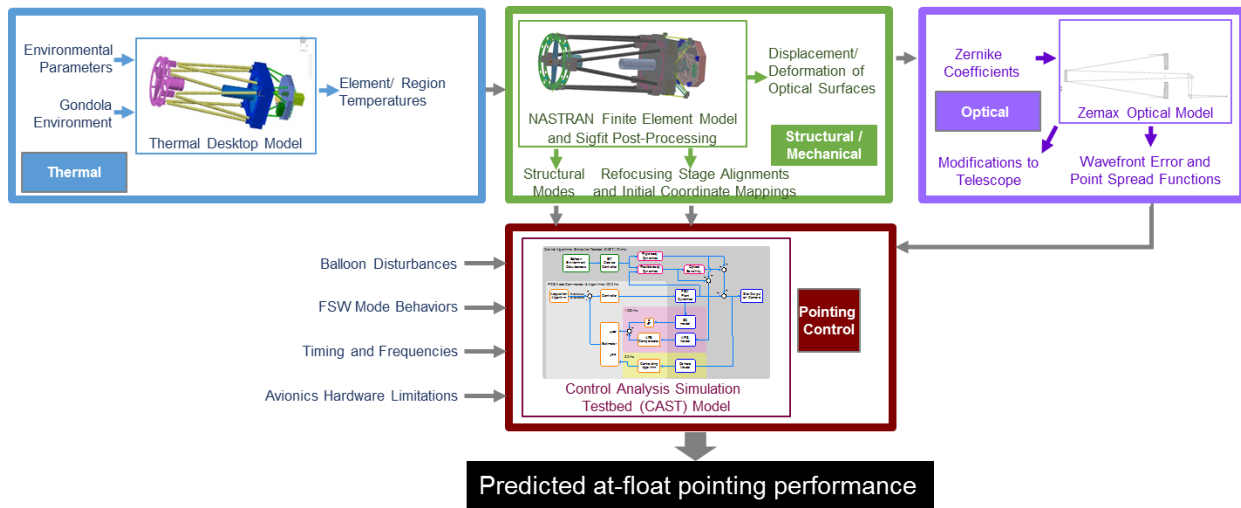 Environmental
Parameters
Gondola
Environment
Thermal Desktop Model
Thermal
Element/ Region
Temperatures
NASTRAN Finite Element Model
and Sigfit Post-Processing
Displacement/
Deformation of
Optical Surfaces
Structural /
Mechanical
Structural
Modes
Refocusing Stage Alignments
and Initial Coordinate Mappings
Zernike
Coefficients
Optical
Zemax Optical Model
Modifications to
Telescope
Wavefront Error and
Point Spread Functions
Balloon Disturbances
FSW Mode Behaviors
Timing and Frequencies
Avionics Hardware Limitations
Controller
Estimator
Control Analysis Simulation
Testbed (CAST) Model
Pointing
Control
Predicted at-float pointing performance